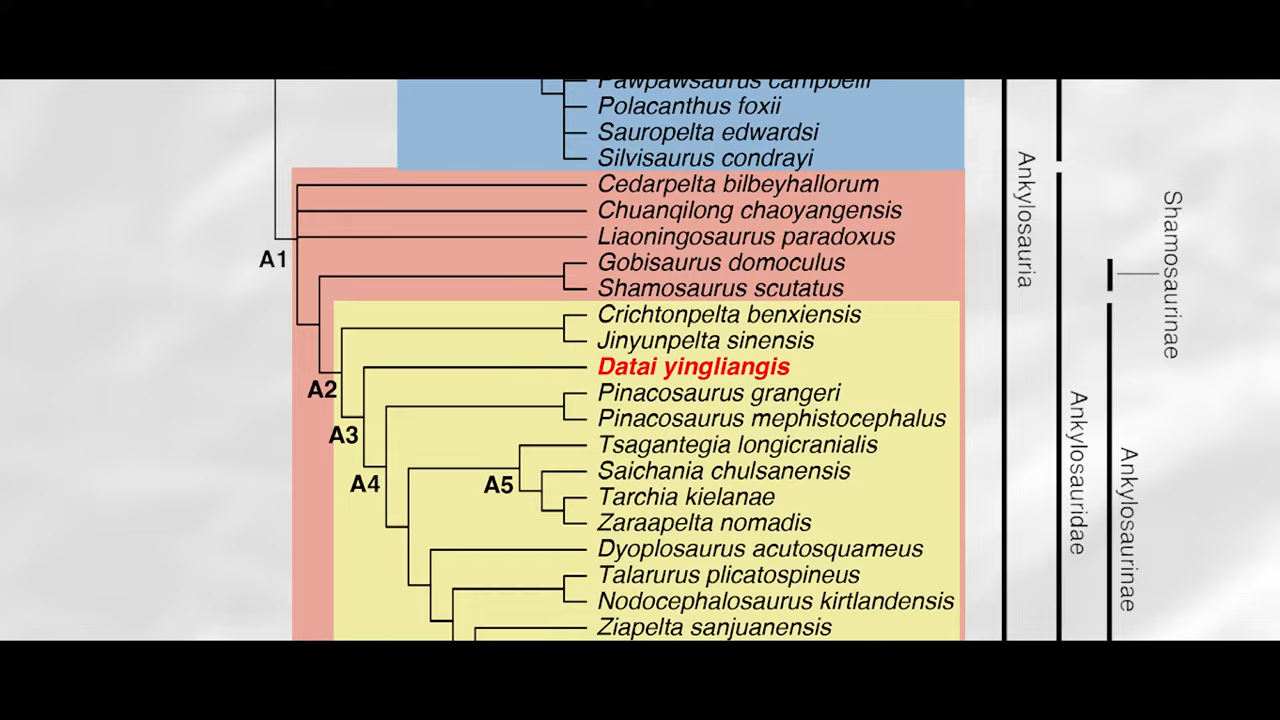 Pawpawsaurus campbelli
Polacanthus foxii
Sauropelta edwardsi
Silvisaurus condrayi
Cedarpelta bilbeyhallorum
Chuanqilong chaoyangensis
Liaoningosaurus paradoxus
A1
Gobisaurus domoculus
Shamosaurus scutatus
Crichtonpelta benxiensis
Jinyunpelta sinensis
Datai yingliangis
A2
Pinacosaurus grangeri
Pinacosaurus mephistocephalus
A3
Tsagantegia longicranialis
Saichania chulsanensis
A4
A5
Tarchia kielanae
Zaraapelta nomadis
Dyoplosaurus acutosquameus
Talarurus plicatospineus
Nodocephalosaurus kirtlandensis
Ziapelta sanjuanensis
Ankylosauria
Ankylosauridae
Ankylosaurinae
Shamosaurinae